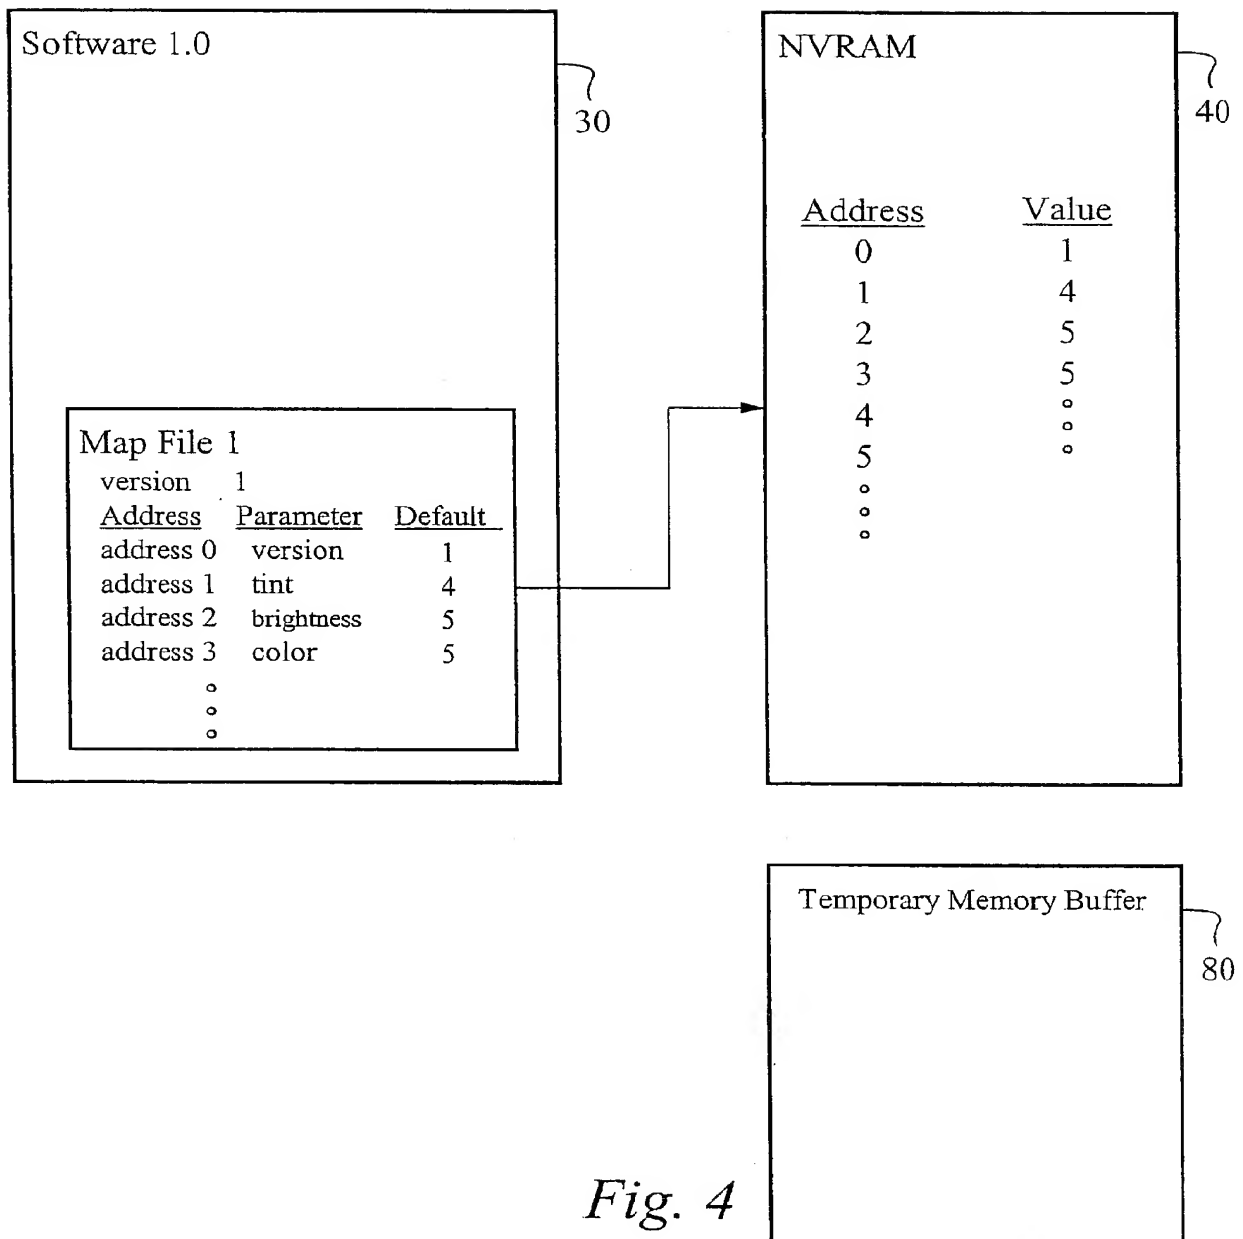 Software 1.0
30
Map File 1
version 1
Address Parameter Default
address 0 version 1
address 1 tint 4
address 2 brightness 5
address 3 color 5
NVRAM
40
Address Value
0 1
1 4
2 5
3 5
4
5
Temporary Memory Buffer
80
Fig. 4